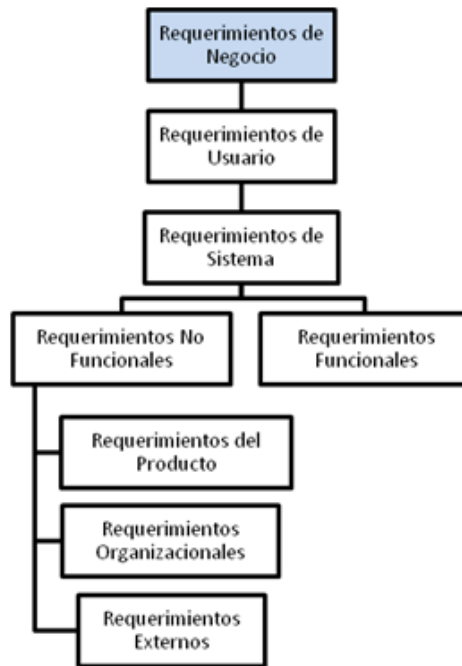 Requerimientos de
Negocio
Requerimientos de
Usuario
Requerimientos de
Sistema
Requerimientos No
Funcionales
Requerimientos
Funcionales
Requerimientos del
Producto
Requerimientos
Organizacionales
Requerimientos
Externos